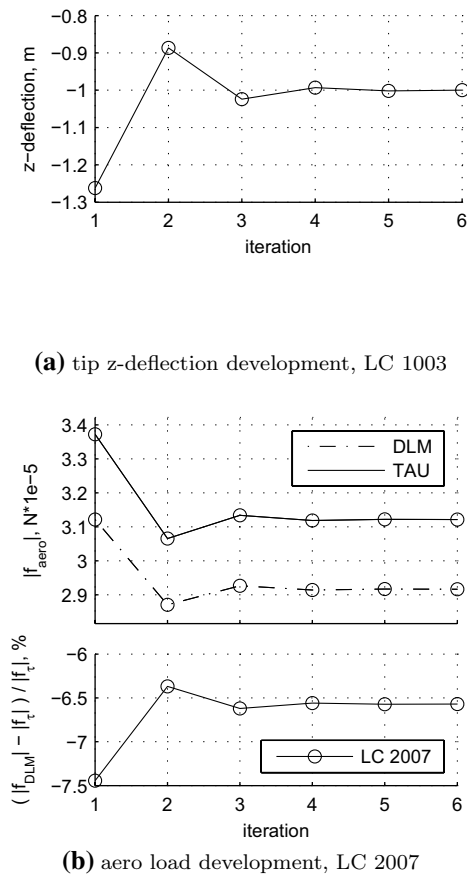 −0.8
−0.9
−1
−1.1
−1.2
−1.3
z−deflection, m
1 2 3 4 5 6
iteration
(a) tip z-deflection development, LC 1003
3.4
3.3
3.2
3.1
3
2.9
|f_aero|, N*1e−5
DLM
TAU
−6
−6.5
−7
−7.5
( |f_DLM| − |f_τ| ) / |f_τ|, %
LC 2007
1 2 3 4 5 6
iteration
(b) aero load development, LC 2007